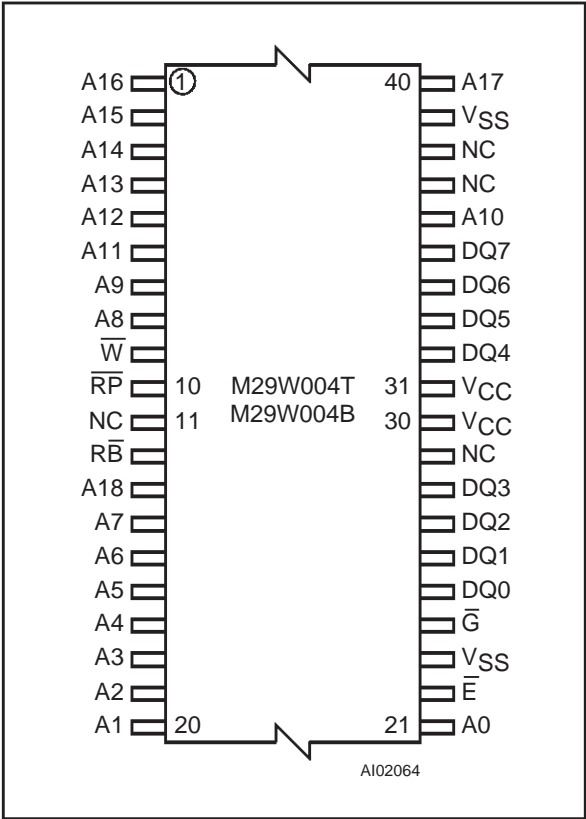 A16 1 40 A17
A15 VSS
A14 NC
A13 NC
A12 A10
A11 DQ7
A9 DQ6
A8 DQ5
W̅ DQ4
R̅P̅ 10 M29W004T 31 VCC
NC 11 M29W004B 30 VCC
RB̅ NC
A18 DQ3
A7 DQ2
A6 DQ1
A5 DQ0
A4 G̅
A3 VSS
A2 E̅
A1 20 21 A0
AI02064